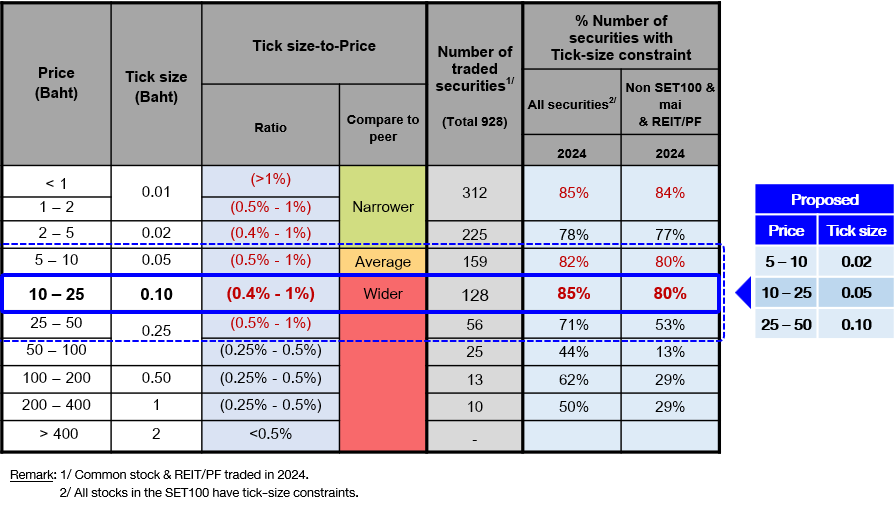 Price
(Baht)
Tick size
(Baht)
Tick size-to-Price
Ratio
Compare to
peer
Number of
traded
securities1/
(Total 928)
% Number of
securities with
Tick-size constraint
All securities2/
Non SET100 &
mai
& REIT/PF
2024
2024
< 1
0.01
(>1%)
Narrower
312
85%
84%
1 – 2
(0.5% - 1%)
2 – 5
0.02
(0.4% - 1%)
225
78%
77%
5 – 10
0.05
(0.5% - 1%)
Average
159
82%
80%
10 – 25
0.10
(0.4% - 1%)
Wider
128
85%
80%
25 – 50
0.25
(0.5% - 1%)
56
71%
53%
50 – 100
(0.25% - 0.5%)
25
44%
13%
100 – 200
0.50
(0.25% - 0.5%)
13
62%
29%
200 – 400
1
(0.25% - 0.5%)
10
50%
29%
> 400
2
<0.5%
-
Proposed
Price
Tick size
5 – 10
0.02
10 – 25
0.05
25 – 50
0.10
Remark: 1/ Common stock & REIT/PF traded in 2024.
2/ All stocks in the SET100 have tick-size constraints.